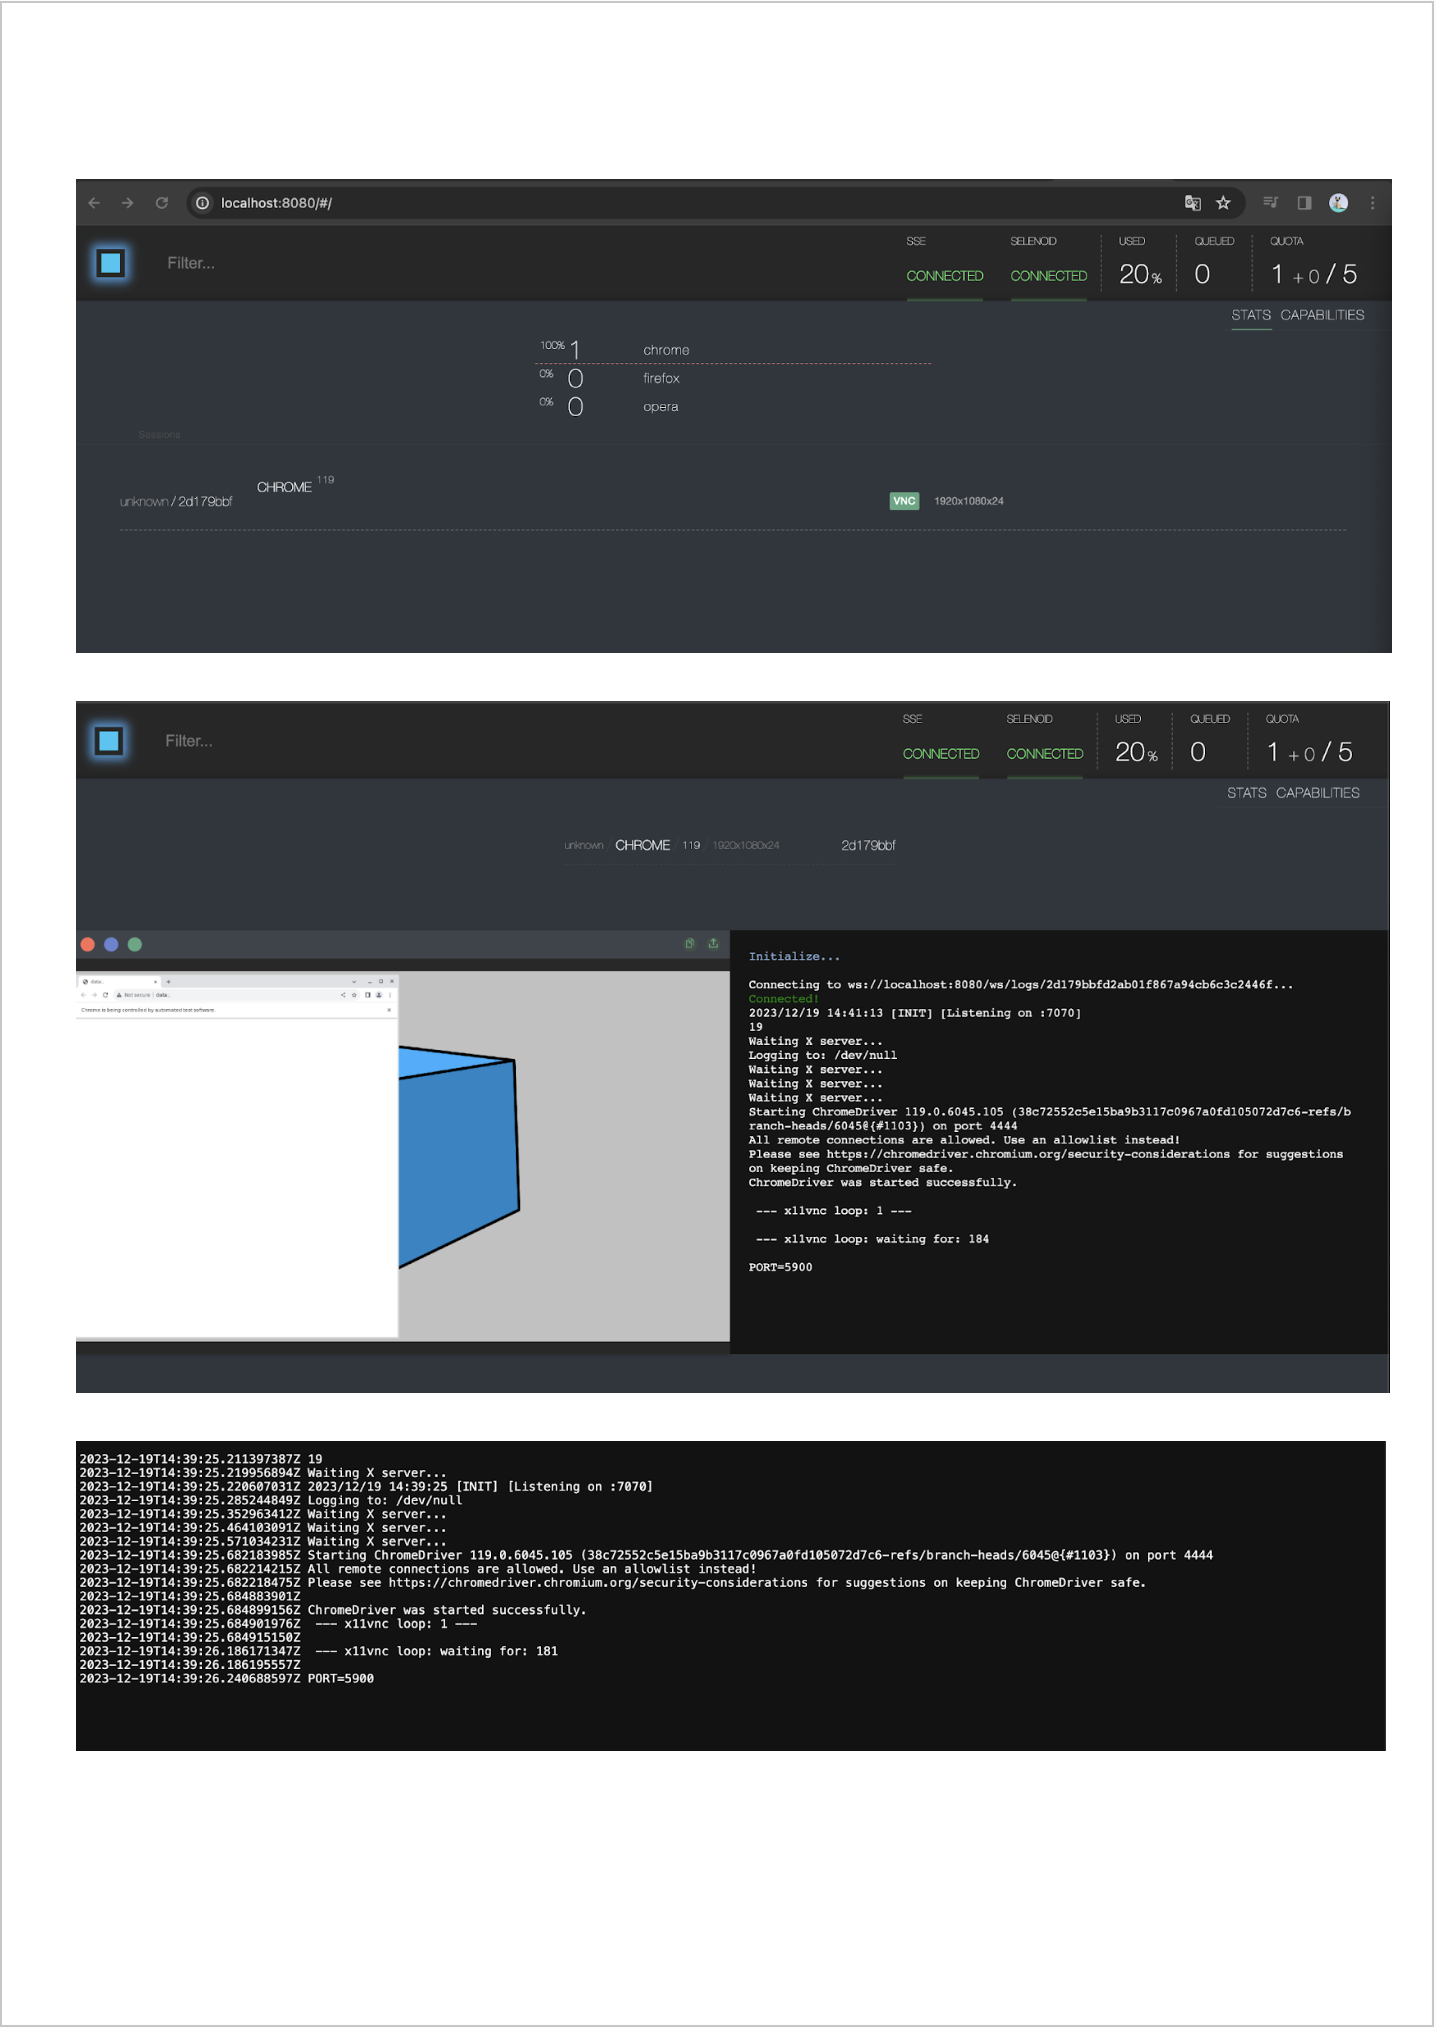 localhost:8080/#/
Filter...
SSE SELENOID USED QUEUED QUOTA
CONNECTED CONNECTED 20 % 0 1 + 0 / 5
STATS CAPABILITIES
100% 1 chrome
0% 0 firefox
0% 0 opera
Sessions
unknown / 2d179bbf CHROME 119 VNC 1920x1080x24
Filter...
SSE SELENOID USED QUEUED QUOTA
CONNECTED CONNECTED 20 % 0 1 + 0 / 5
STATS CAPABILITIES
unknown / CHROME / 119 / 1920x1080x24 2d179bbf
data:,
Not secure | data:,
Chrome is being controlled by automated test software.
Initialize...
Connecting to ws://localhost:8080/ws/logs/2d179bbfd2ab01f867a94cb6c3c2446f...
Connected!
2023/12/19 14:41:13 [INIT] [Listening on :7070]
19
Waiting X server...
Logging to: /dev/null
Waiting X server...
Waiting X server...
Waiting X server...
Starting ChromeDriver 119.0.6045.105 (38c72552c5e15ba9b3117c0967a0fd105072d7c6-refs/b
ranch-heads/6045@{#1103}) on port 4444
All remote connections are allowed. Use an allowlist instead!
Please see https://chromedriver.chromium.org/security-considerations for suggestions
on keeping ChromeDriver safe.
ChromeDriver was started successfully.
--- x11vnc loop: 1 ---
--- x11vnc loop: waiting for: 184
PORT=5900
2023-12-19T14:39:25.211397387Z 19
2023-12-19T14:39:25.219956894Z Waiting X server...
2023-12-19T14:39:25.220607031Z 2023/12/19 14:39:25 [INIT] [Listening on :7070]
2023-12-19T14:39:25.285244849Z Logging to: /dev/null
2023-12-19T14:39:25.352963412Z Waiting X server...
2023-12-19T14:39:25.464103091Z Waiting X server...
2023-12-19T14:39:25.571034231Z Waiting X server...
2023-12-19T14:39:25.682183985Z Starting ChromeDriver 119.0.6045.105 (38c72552c5e15ba9b3117c0967a0fd105072d7c6-refs/branch-heads/6045@{#1103}) on port 4444
2023-12-19T14:39:25.682214215Z All remote connections are allowed. Use an allowlist instead!
2023-12-19T14:39:25.682218475Z Please see https://chromedriver.chromium.org/security-considerations for suggestions on keeping ChromeDriver safe.
2023-12-19T14:39:25.684883901Z
2023-12-19T14:39:25.684899156Z ChromeDriver was started successfully.
2023-12-19T14:39:25.684901976Z --- x11vnc loop: 1 ---
2023-12-19T14:39:25.684915150Z
2023-12-19T14:39:26.186171347Z --- x11vnc loop: waiting for: 181
2023-12-19T14:39:26.186195557Z
2023-12-19T14:39:26.240688597Z PORT=5900